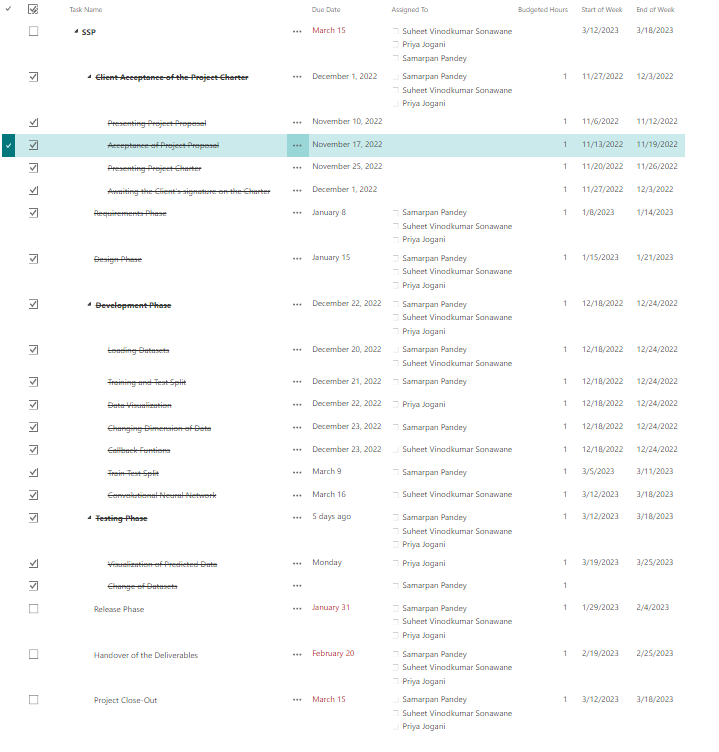 Task Name Due Date Assigned To Budgeted Hours Start of Week End of Week
SSP ... March 15 Suheet Vinodkumar Sonawane 3/12/2023 3/18/2023
Priya Jogani
Samarpan Pandey
Client Acceptance of the Project Charter ... December 1, 2022 Samarpan Pandey 1 11/27/2022 12/3/2022
Suheet Vinodkumar Sonawane
Priya Jogani
Presenting Project Proposal ... November 10, 2022 1 11/6/2022 11/12/2022
Acceptance of Project Proposal ... November 17, 2022 1 11/13/2022 11/19/2022
Presenting Project Charter ... November 25, 2022 1 11/20/2022 11/26/2022
Awaiting the Client's signature on the Charter ... December 1, 2022 1 11/27/2022 12/3/2022
Requirements Phase ... January 8 Samarpan Pandey 1 1/8/2023 1/14/2023
Suheet Vinodkumar Sonawane
Priya Jogani
Design Phase ... January 15 Samarpan Pandey 1 1/15/2023 1/21/2023
Suheet Vinodkumar Sonawane
Priya Jogani
Development Phase ... December 22, 2022 Samarpan Pandey 1 12/18/2022 12/24/2022
Suheet Vinodkumar Sonawane
Priya Jogani
Loading Datasets ... December 20, 2022 Samarpan Pandey 1 12/18/2022 12/24/2022
Suheet Vinodkumar Sonawane
Training and Test Split ... December 21, 2022 Samarpan Pandey 1 12/18/2022 12/24/2022
Data Visualization ... December 22, 2022 Priya Jogani 1 12/18/2022 12/24/2022
Changing Dimension of Data ... December 23, 2022 Samarpan Pandey 1 12/18/2022 12/24/2022
Callback Funtions ... December 23, 2022 Suheet Vinodkumar Sonawane 1 12/18/2022 12/24/2022
Train Test Split ... March 9 Samarpan Pandey 1 3/5/2023 3/11/2023
Convolutional Neural Network ... March 16 Suheet Vinodkumar Sonawane 1 3/12/2023 3/18/2023
Testing Phase ... 5 days ago Samarpan Pandey 1 3/12/2023 3/18/2023
Suheet Vinodkumar Sonawane
Priya Jogani
Visualization of Predicted Data ... Monday Priya Jogani 1 3/19/2023 3/25/2023
Change of Datasets ... Samarpan Pandey 1
Release Phase ... January 31 Samarpan Pandey 1 1/29/2023 2/4/2023
Suheet Vinodkumar Sonawane
Priya Jogani
Handover of the Deliverables ... February 20 Samarpan Pandey 1 2/19/2023 2/25/2023
Suheet Vinodkumar Sonawane
Priya Jogani
Project Close-Out ... March 15 Samarpan Pandey 1 3/12/2023 3/18/2023
Suheet Vinodkumar Sonawane
Priya Jogani